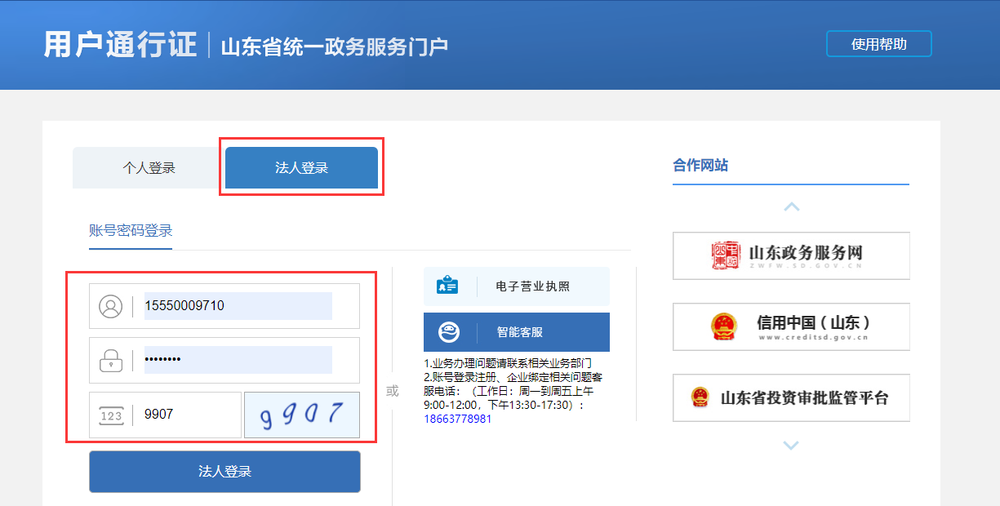 用户通行证
山东省统一政务服务门户
使用帮助
个人登录
法人登录
账号密码登录
15550009710
••••••••
123
9907
9907
法人登录
或
电子营业执照
智能客服
1.业务办理问题请联系相关业务部门
2.账号登录注册、企业绑定相关问题客
服电话：（工作日：周一到周五上午
9:00-12:00，下午13:30-17:30）：
18663778981
合作网站
山东政务服务网
ZWFW.SD.GOV.CN
信用中国（山东）
www.creditsd.gov.cn
山东省投资审批监管平台